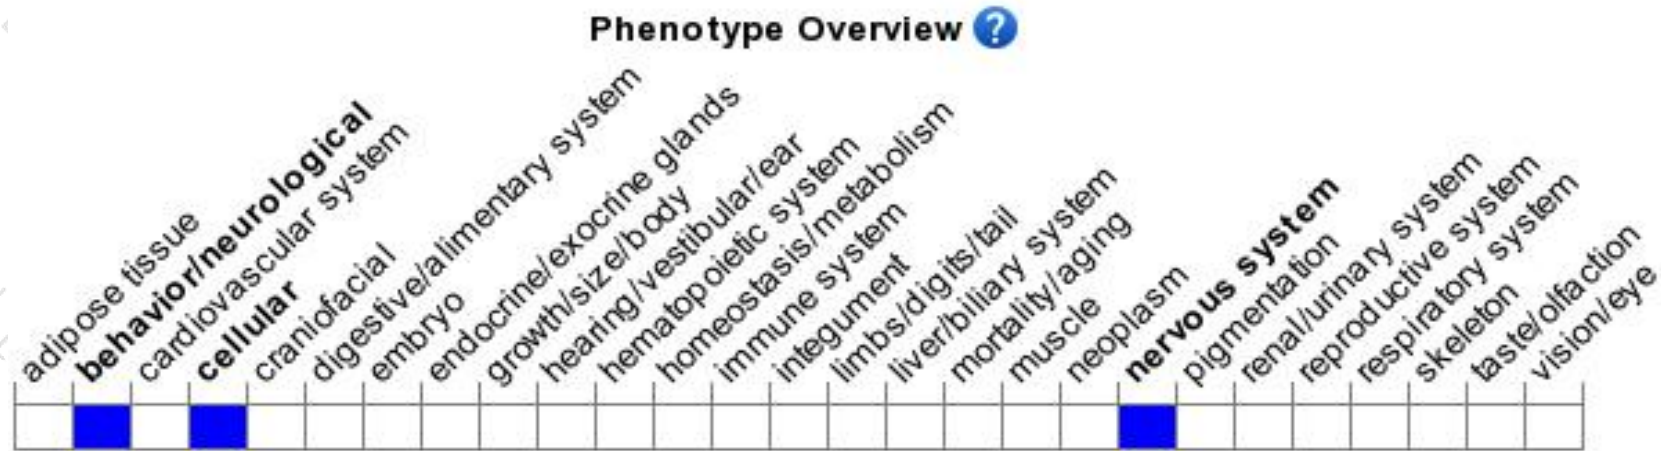 Phenotype Overview ?
adipose tissue
behavior/neurological
cardiovascular system
cellular
craniofacial
digestive/alimentary system
embryo
endocrine/exocrine glands
growth/size/body
hearing/vestibular/ear
hematopoietic system
homeostasis/metabolism
immune system
integument
limbs/digits/tail
liver/biliary system
mortality/aging
muscle
neoplasm
nervous system
pigmentation
renal/urinary system
reproductive system
respiratory system
skeleton
taste/olfaction
vision/eye